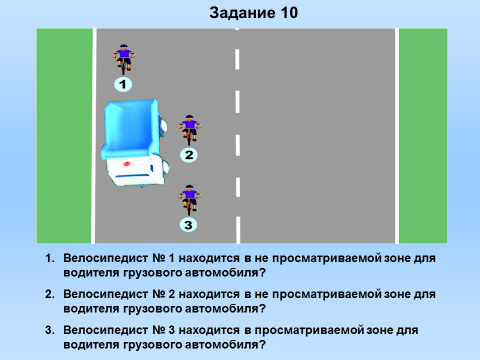 Задание 10
1
2
3
1. Велосипедист № 1 находится в не просматриваемой зоне для
водителя грузового автомобиля?
2. Велосипедист № 2 находится в не просматриваемой зоне для
водителя грузового автомобиля?
3. Велосипедист № 3 находится в просматриваемой зоне для
водителя грузового автомобиля?